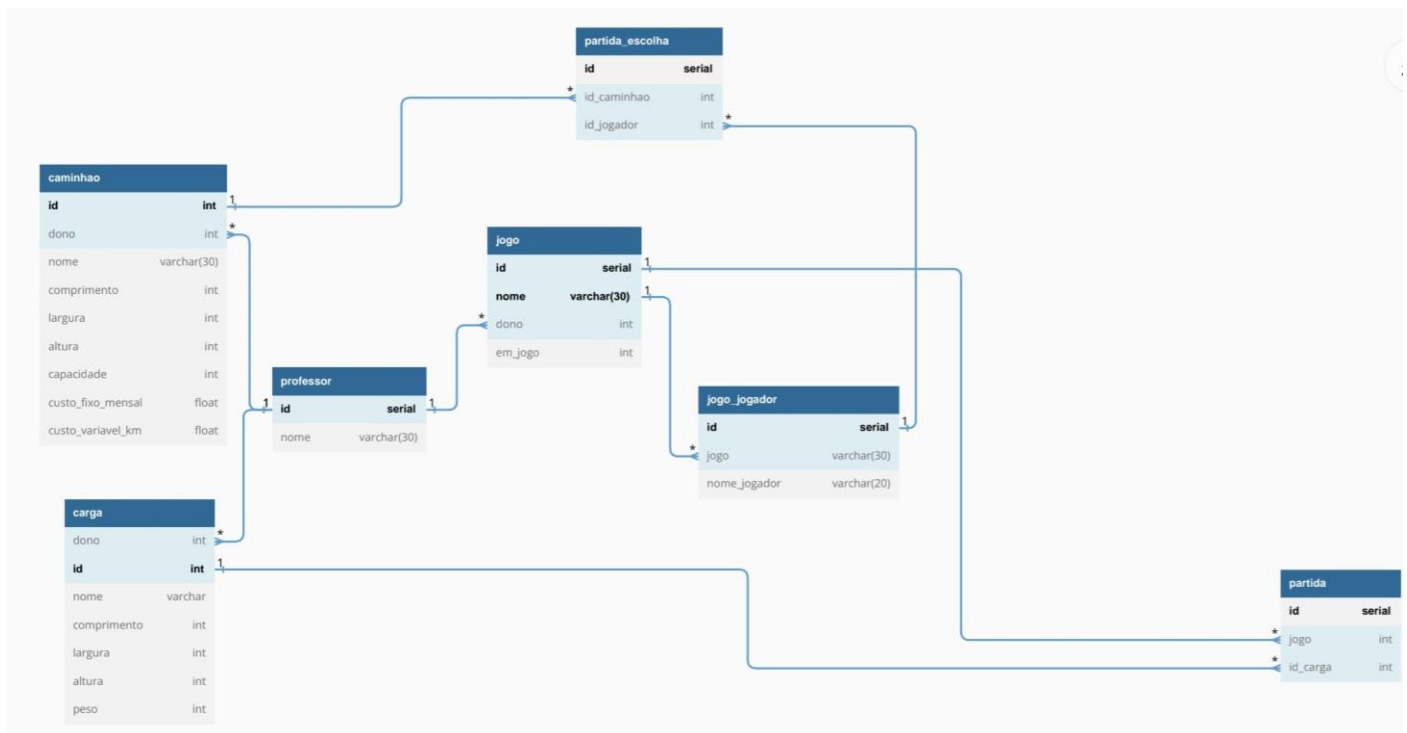 partida_escolha
id serial
* id_caminhao int
id_jogador int *
caminhao
id int 1
dono int *
nome varchar(30)
comprimento int
largura int
altura int
capacidade int
custo_fixo_mensal float
custo_variavel_km float
jogo
id serial 1
nome varchar(30) 1
* dono int
em_jogo int
professor
1 id serial 1
nome varchar(30)
jogo_jogador
id serial 1
* jogo varchar(30)
nome_jogador varchar(20)
carga
dono int *
id int 1
nome varchar
comprimento int
largura int
altura int
peso int
partida
id serial
* jogo int
* id_carga int